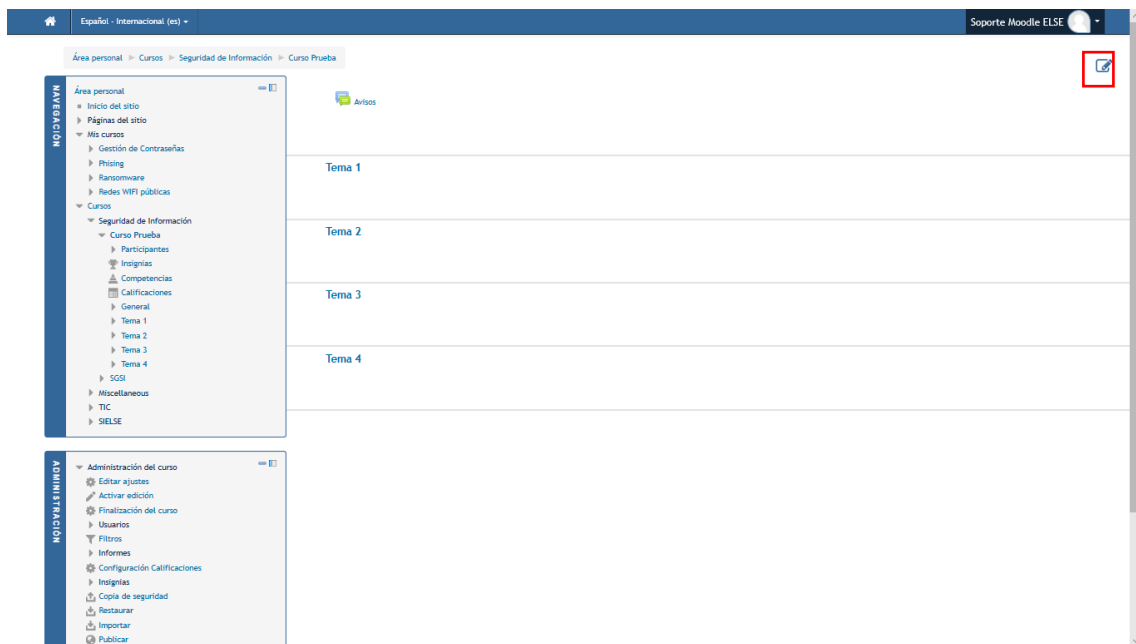 Español - Internacional (es)
Soporte Moodle ELSE
Área personal Cursos Seguridad de Información Curso Prueba
NAVEGACIÓN
Área personal
Inicio del sitio
Páginas del sitio
Mis cursos
Gestión de Contraseñas
Phising
Ransomware
Redes WIFI públicas
Cursos
Seguridad de Información
Curso Prueba
Participantes
Insignias
Competencias
Calificaciones
General
Tema 1
Tema 2
Tema 3
Tema 4
SGSI
Miscellaneous
TIC
SIELSE
Avisos
Tema 1
Tema 2
Tema 3
Tema 4
ADMINISTRACIÓN
Administración del curso
Editar ajustes
Activar edición
Finalización del curso
Usuarios
Filtros
Informes
Configuración Calificaciones
Insignias
Copia de seguridad
Restaurar
Importar
Publicar